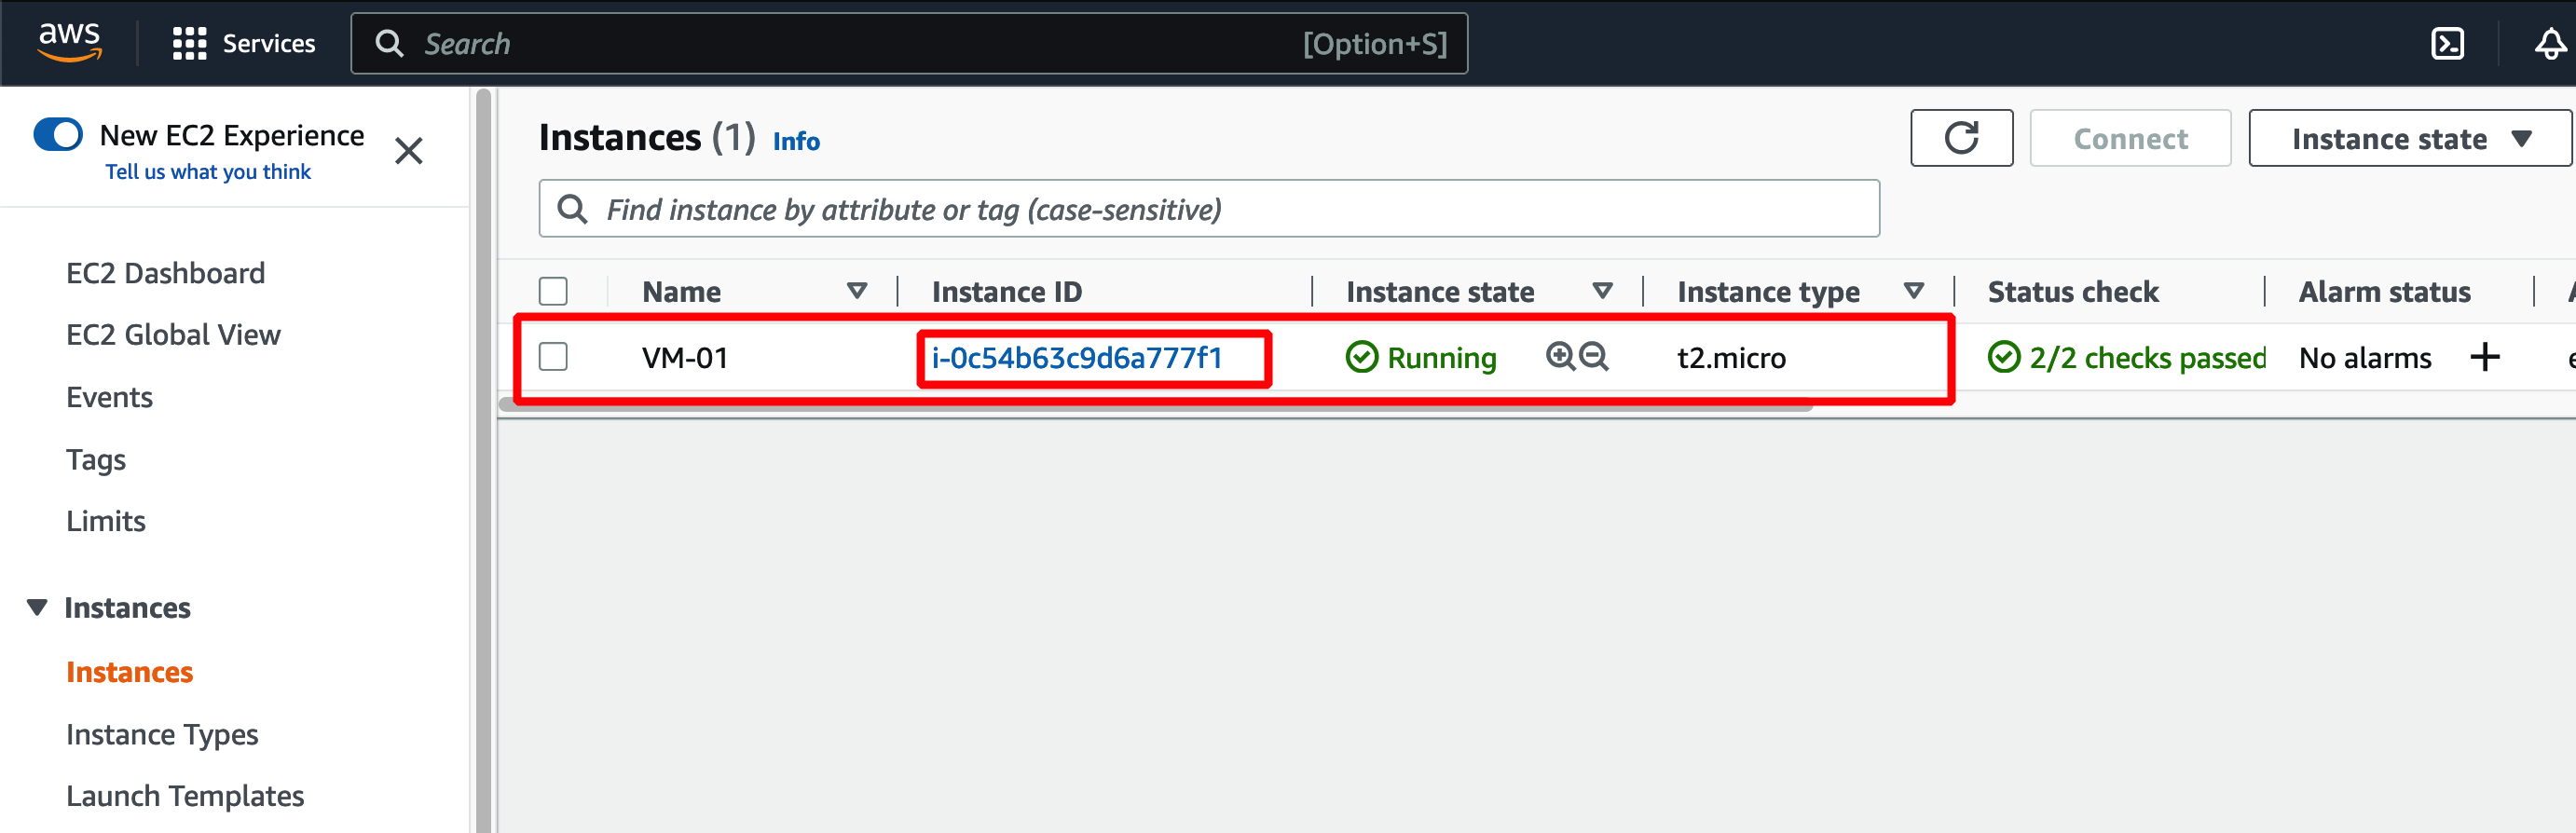 aws
Services
Search [Option+S]
New EC2 Experience
Tell us what you think
EC2 Dashboard
EC2 Global View
Events
Tags
Limits
Instances
Instances
Instance Types
Launch Templates
Instances (1) Info
Connect
Instance state
Find instance by attribute or tag (case-sensitive)
Name Instance ID Instance state Instance type Status check Alarm status
VM-01 i-0c54b63c9d6a777f1 Running t2.micro 2/2 checks passed No alarms